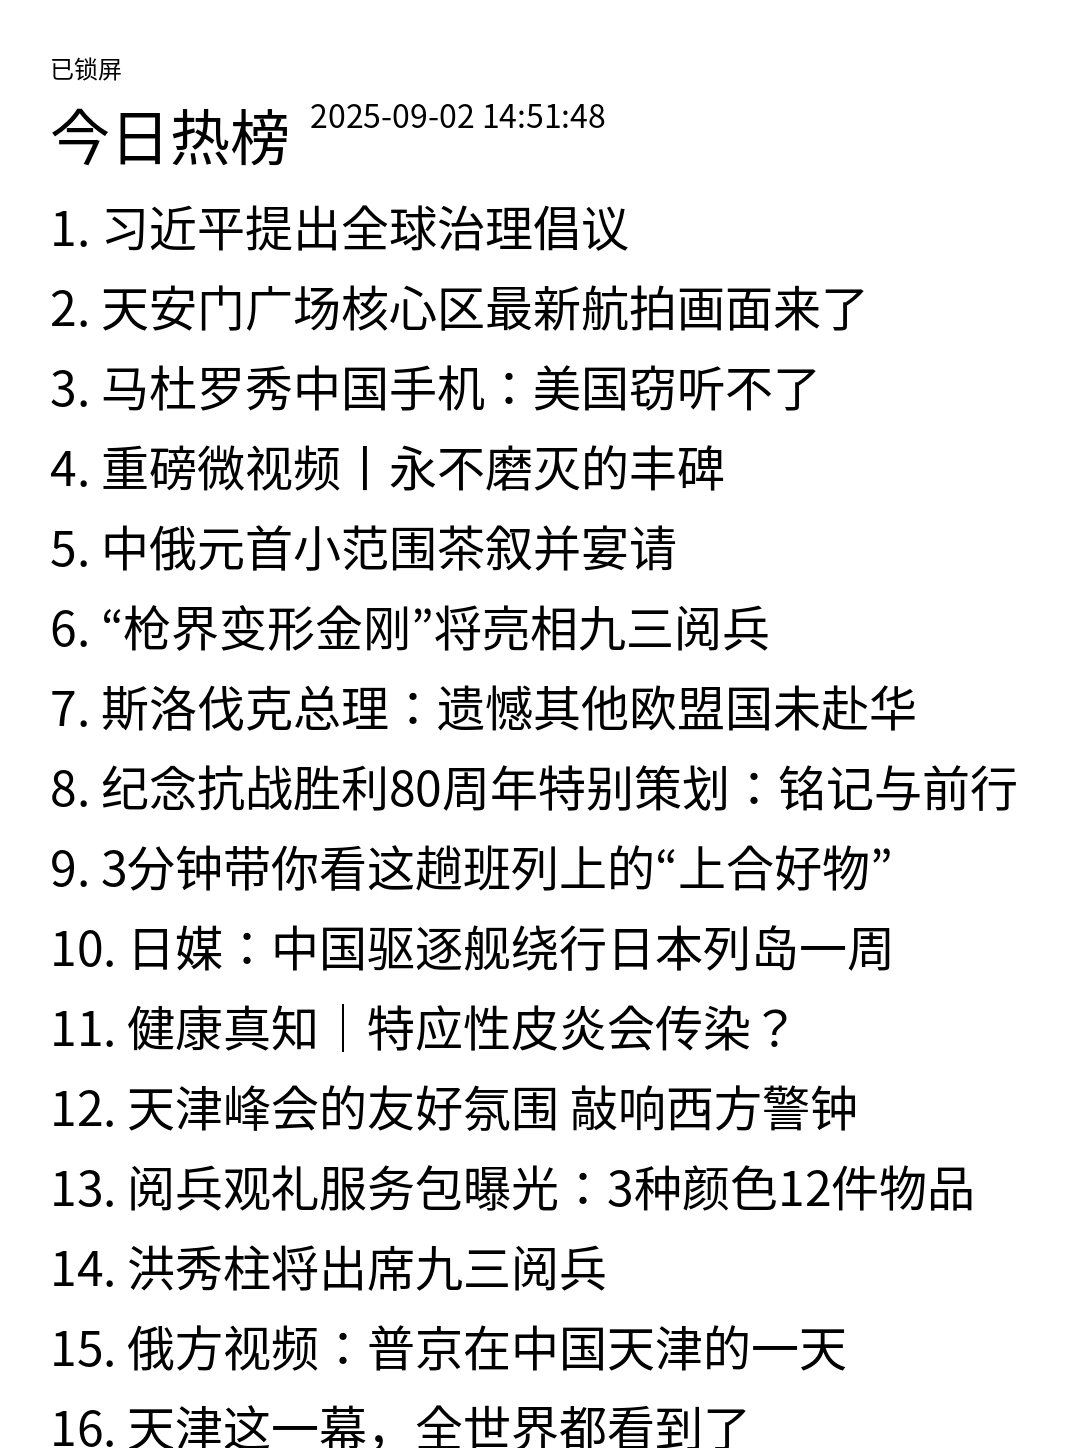 已锁屏
今日热榜 2025-09-02 14:51:48
1. 习近平提出全球治理倡议
2. 天安门广场核心区最新航拍画面来了
3. 马杜罗秀中国手机：美国窃听不了
4. 重磅微视频丨永不磨灭的丰碑
5. 中俄元首小范围茶叙并宴请
6. “枪界变形金刚”将亮相九三阅兵
7. 斯洛伐克总理：遗憾其他欧盟国未赴华
8. 纪念抗战胜利80周年特别策划：铭记与前行
9. 3分钟带你看这趟班列上的“上合好物”
10. 日媒：中国驱逐舰绕行日本列岛一周
11. 健康真知｜特应性皮炎会传染？
12. 天津峰会的友好氛围 敲响西方警钟
13. 阅兵观礼服务包曝光：3种颜色12件物品
14. 洪秀柱将出席九三阅兵
15. 俄方视频：普京在中国天津的一天
16. 天津这一幕，全世界都看到了